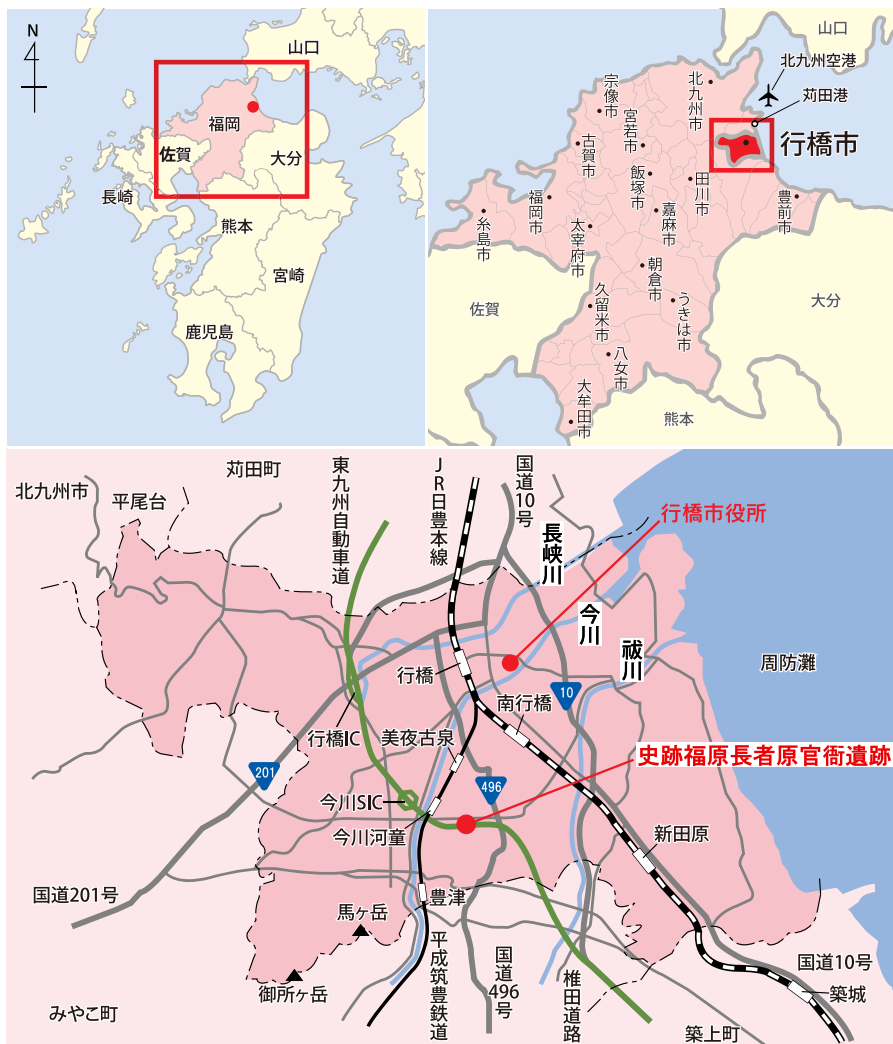 N
山口
福岡
佐賀
大分
長崎
熊本
宮崎
鹿児島
山口
北九州空港
苅田港
行橋市
北九州市
宗像市
宮若市
古賀市
飯塚市
田川市
豊前市
福岡市
嘉麻市
糸島市
太宰府市
朝倉市
久留米市
うきは市
佐賀
大分
八女市
大牟田市
熊本
北九州市
平尾台
苅田町
東九州自動車道
JR日豊本線
国道10号
長峡川
行橋市役所
今川
祓川
周防灘
行橋
10
南行橋
行橋IC
美夜古泉
201
496
史跡福原長者原官衙遺跡
今川SIC
今川河童
新田原
国道201号
豊津
馬ヶ岳
御所ヶ岳
平成筑豊鉄道
国道496号
椎田道路
国道10号
築城
みやこ町
築上町